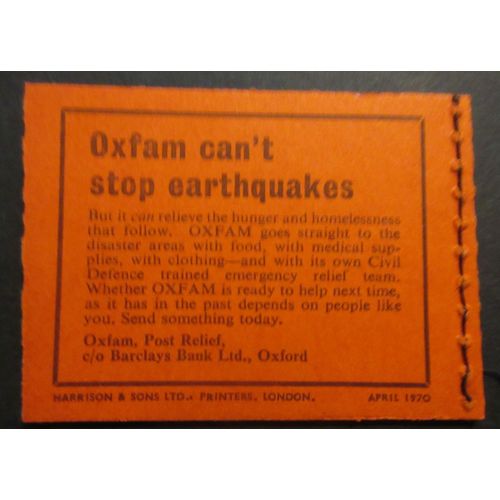 Oxfam can't
stop earthquakes
But it can relieve the hunger and homelessness
that follow. OXFAM goes straight to the
disaster areas with food, with medical sup-
plies, with clothing—and with its own Civil
Defence trained emergency relief team.
Whether OXFAM is ready to help next time,
as it has in the past depends on people like
you. Send something today.
Oxfam, Post Relief,
c/o Barclays Bank Ltd., Oxford
HARRISON & SONS LTD., PRINTERS, LONDON. APRIL 1970